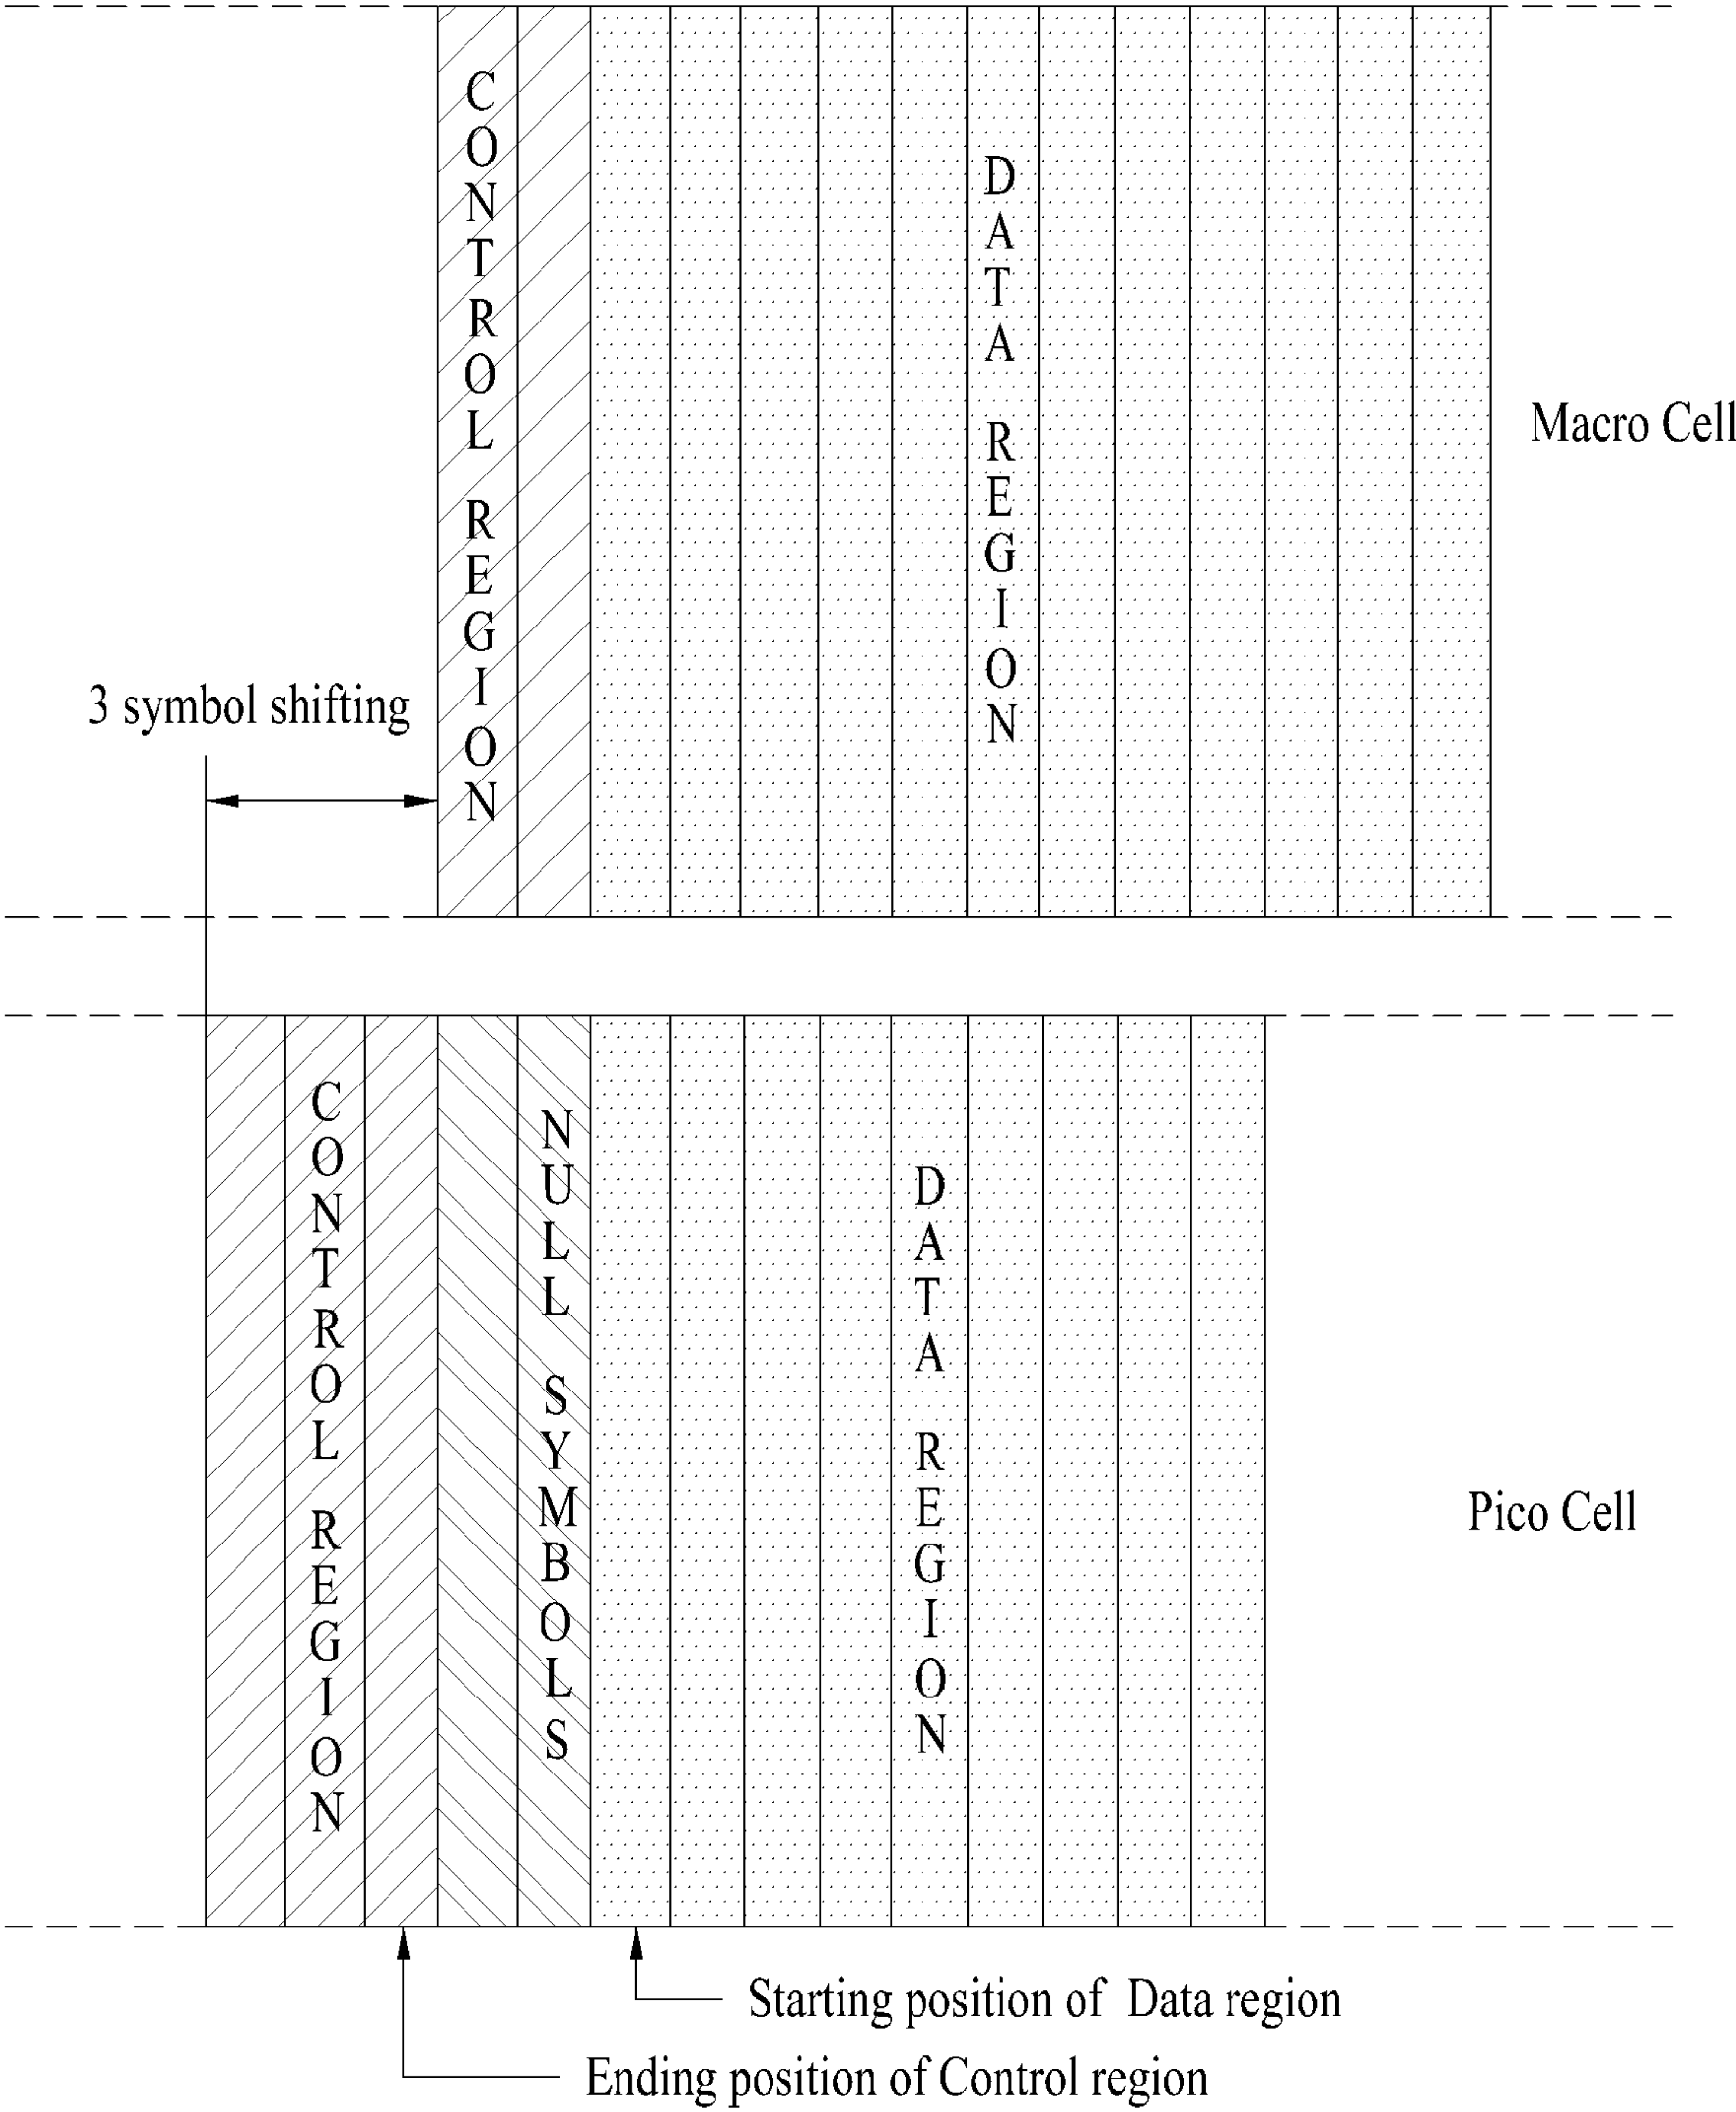 CONTROL REGION
DATA REGION
Macro Cell
3 symbol shifting
CONTROL REGION
NULL SYMBOLS
DATA REGION
Pico Cell
Starting position of Data region
Ending position of Control region